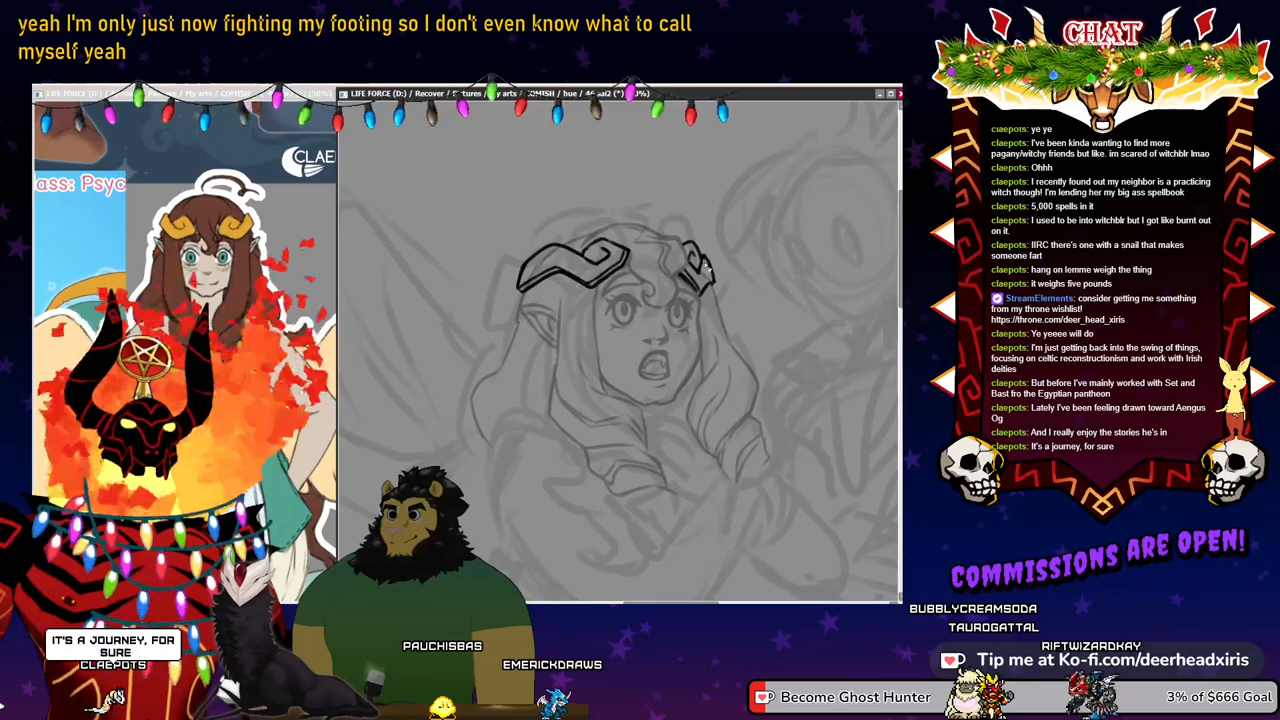 yeah I'm only just now fighting my footing so I don't even know what to call
myself yeah
CHAT
LIFE FORCE (D:) / Recover
My arts / COMISH / hue /
CLAE
ass: Psyc
claepots: ye ye
claepots: I've been kinda wanting to find more
pagany/witchy friends but like. im scared of witchblr lmao
claepots: Ohhh
claepots: I recently found out my neighbor is a practicing
witch though! I'm lending her my big ass spellbook
claepots: 5,000 spells in it
claepots: I used to be into witchblr but I got like burnt out
on it.
claepots: IIRC there's one with a snail that makes
someone fart
claepots: hang on lemme weigh the thing
claepots: it weighs five pounds
StreamElements: consider getting me something
from my throne wishlist!
https://throne.com/deer_head_xiris
claepots: Ye yeeee will do
claepots: I'm just getting back into the swing of things,
focusing on celtic reconstructionism and work with Irish
deities
claepots: But before I've mainly worked with Set and
Bast fro the Egyptian pantheon
claepots: Lately I've been feeling drawn toward Aengus
Og
claepots: And I really enjoy the stories he's in
claepots: It's a journey, for sure
COMMISSIONS ARE OPEN!
BUBBLYCREAMSODA
TAUROGATTAL
RIFTWIZARDKAY
IT'S A JOURNEY, FOR
SURE
CLAEPOTS
PAUCHISBAS
EMERICKDRAWS
Tip me at Ko-fi.com/deerheadxiris
Become Ghost Hunter
3% of $666 Goal